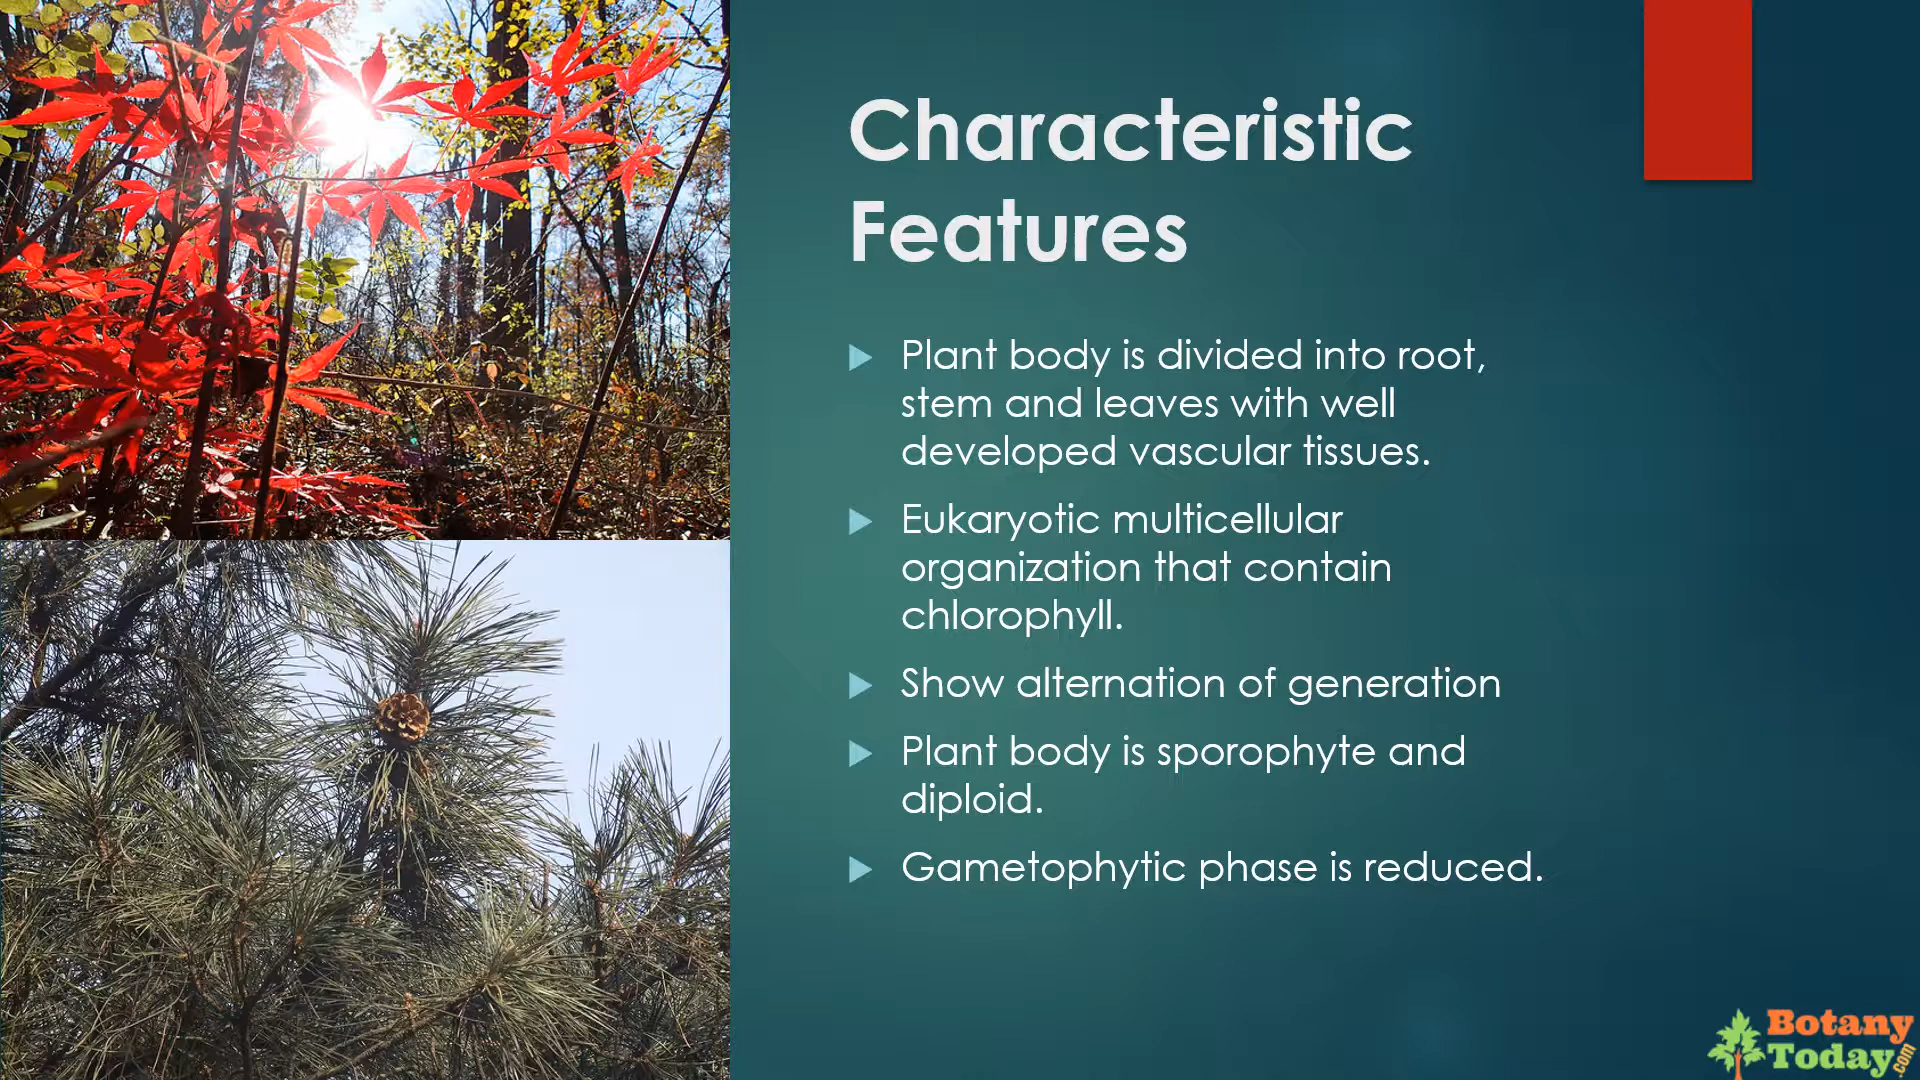 Characteristic
Features
Plant body is divided into root,
stem and leaves with well
developed vascular tissues.
Eukaryotic multicellular
organization that contain
chlorophyll.
Show alternation of generation
Plant body is sporophyte and
diploid.
Gametophytic phase is reduced.
Botany
Today.com